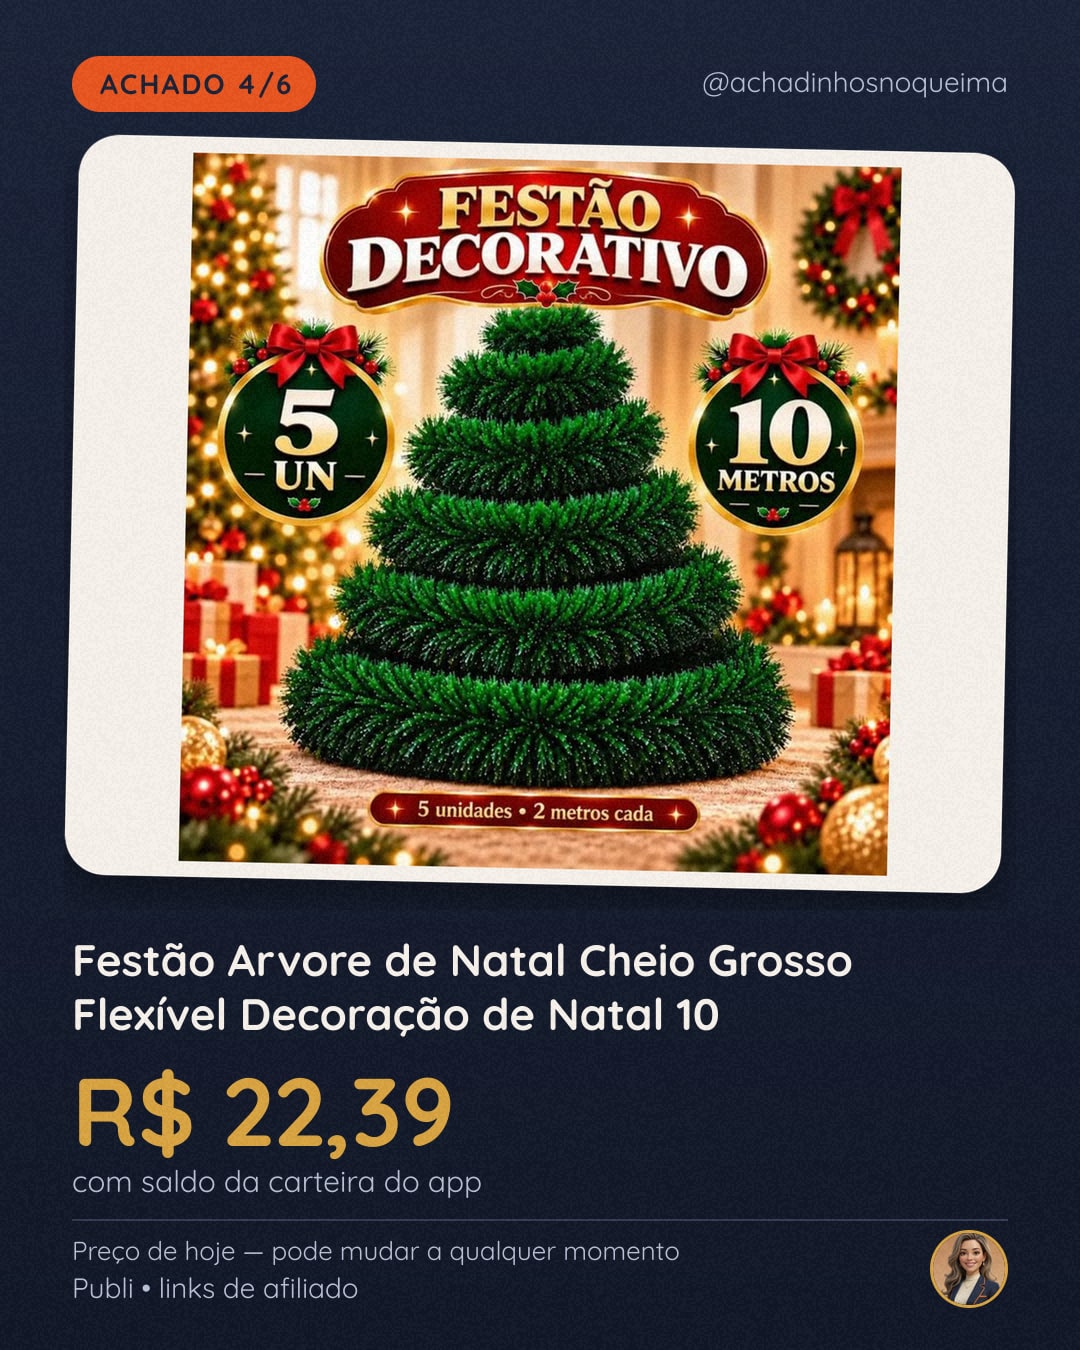 ACHADO 4/6
@achadinhosnoqueima
FESTÃO
DECORATIVO
5
UN
10
METROS
5 unidades • 2 metros cada
Festão Arvore de Natal Cheio Grosso
Flexível Decoração de Natal 10
R$ 22,39
com saldo da carteira do app
Preço de hoje — pode mudar a qualquer momento
Publi • links de afiliado